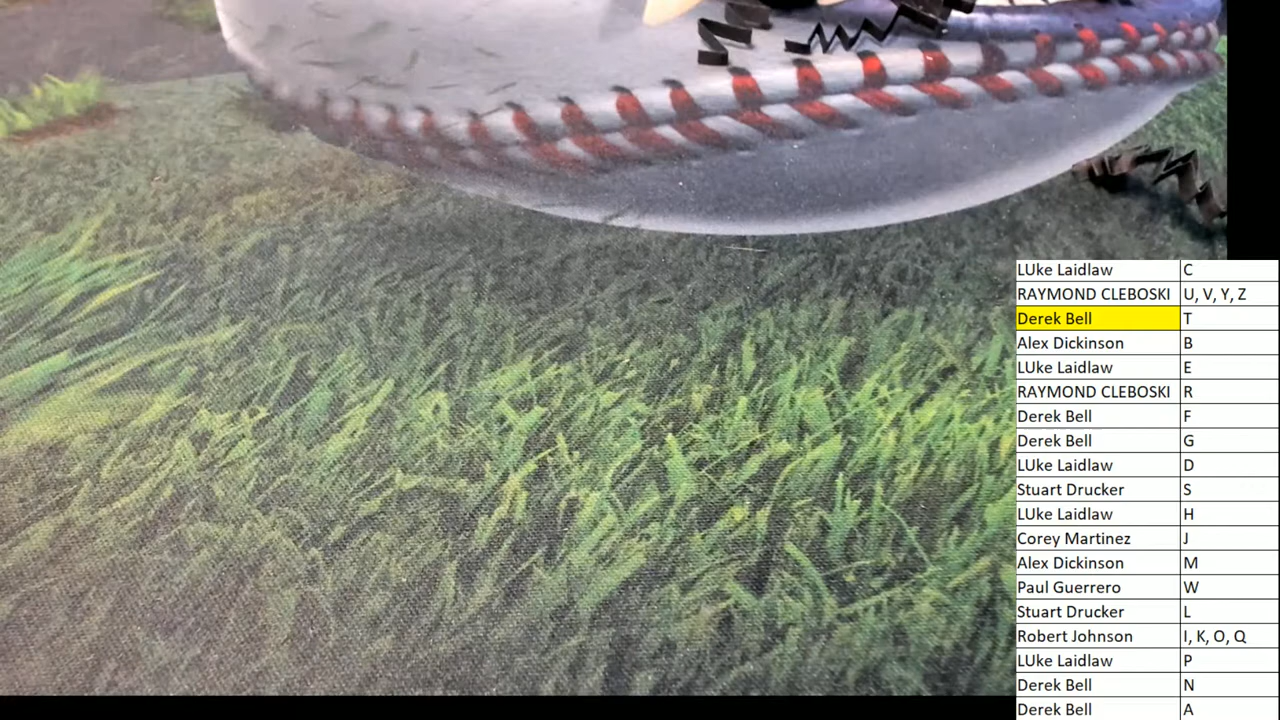 LUke Laidlaw C
RAYMOND CLEBOSKI U, V, Y, Z
Derek Bell T
Alex Dickinson B
LUke Laidlaw E
RAYMOND CLEBOSKI R
Derek Bell F
Derek Bell G
LUke Laidlaw D
Stuart Drucker S
LUke Laidlaw H
Corey Martinez J
Alex Dickinson M
Paul Guerrero W
Stuart Drucker L
Robert Johnson I, K, O, Q
LUke Laidlaw P
Derek Bell N
Derek Bell A